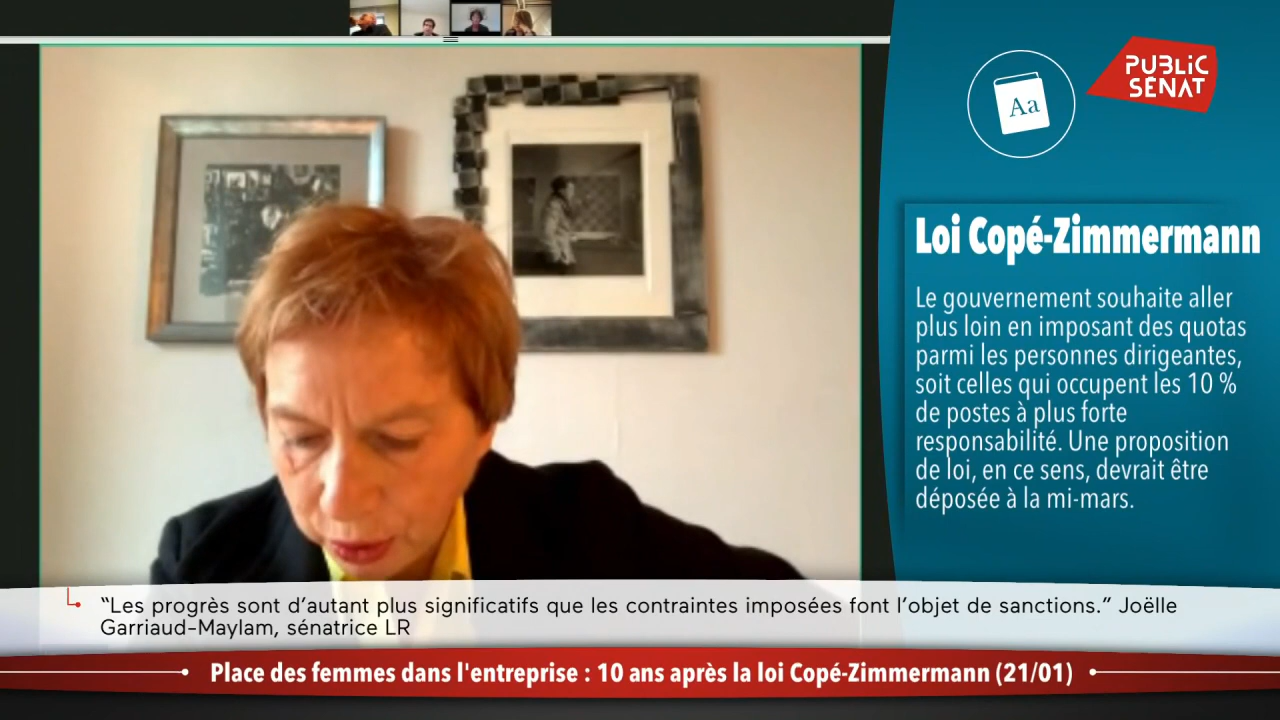 PUBLIC
SÉNAT
Aa
Loi Copé-Zimmermann
Le gouvernement souhaite aller
plus loin en imposant des quotas
parmi les personnes dirigeantes,
soit celles qui occupent les 10 %
de postes à plus forte
responsabilité. Une proposition
de loi, en ce sens, devrait être
déposée à la mi-mars.
“Les progrès sont d’autant plus significatifs que les contraintes imposées font l’objet de sanctions.” Joëlle
Garriaud-Maylam, sénatrice LR
Place des femmes dans l'entreprise : 10 ans après la loi Copé-Zimmermann (21/01)